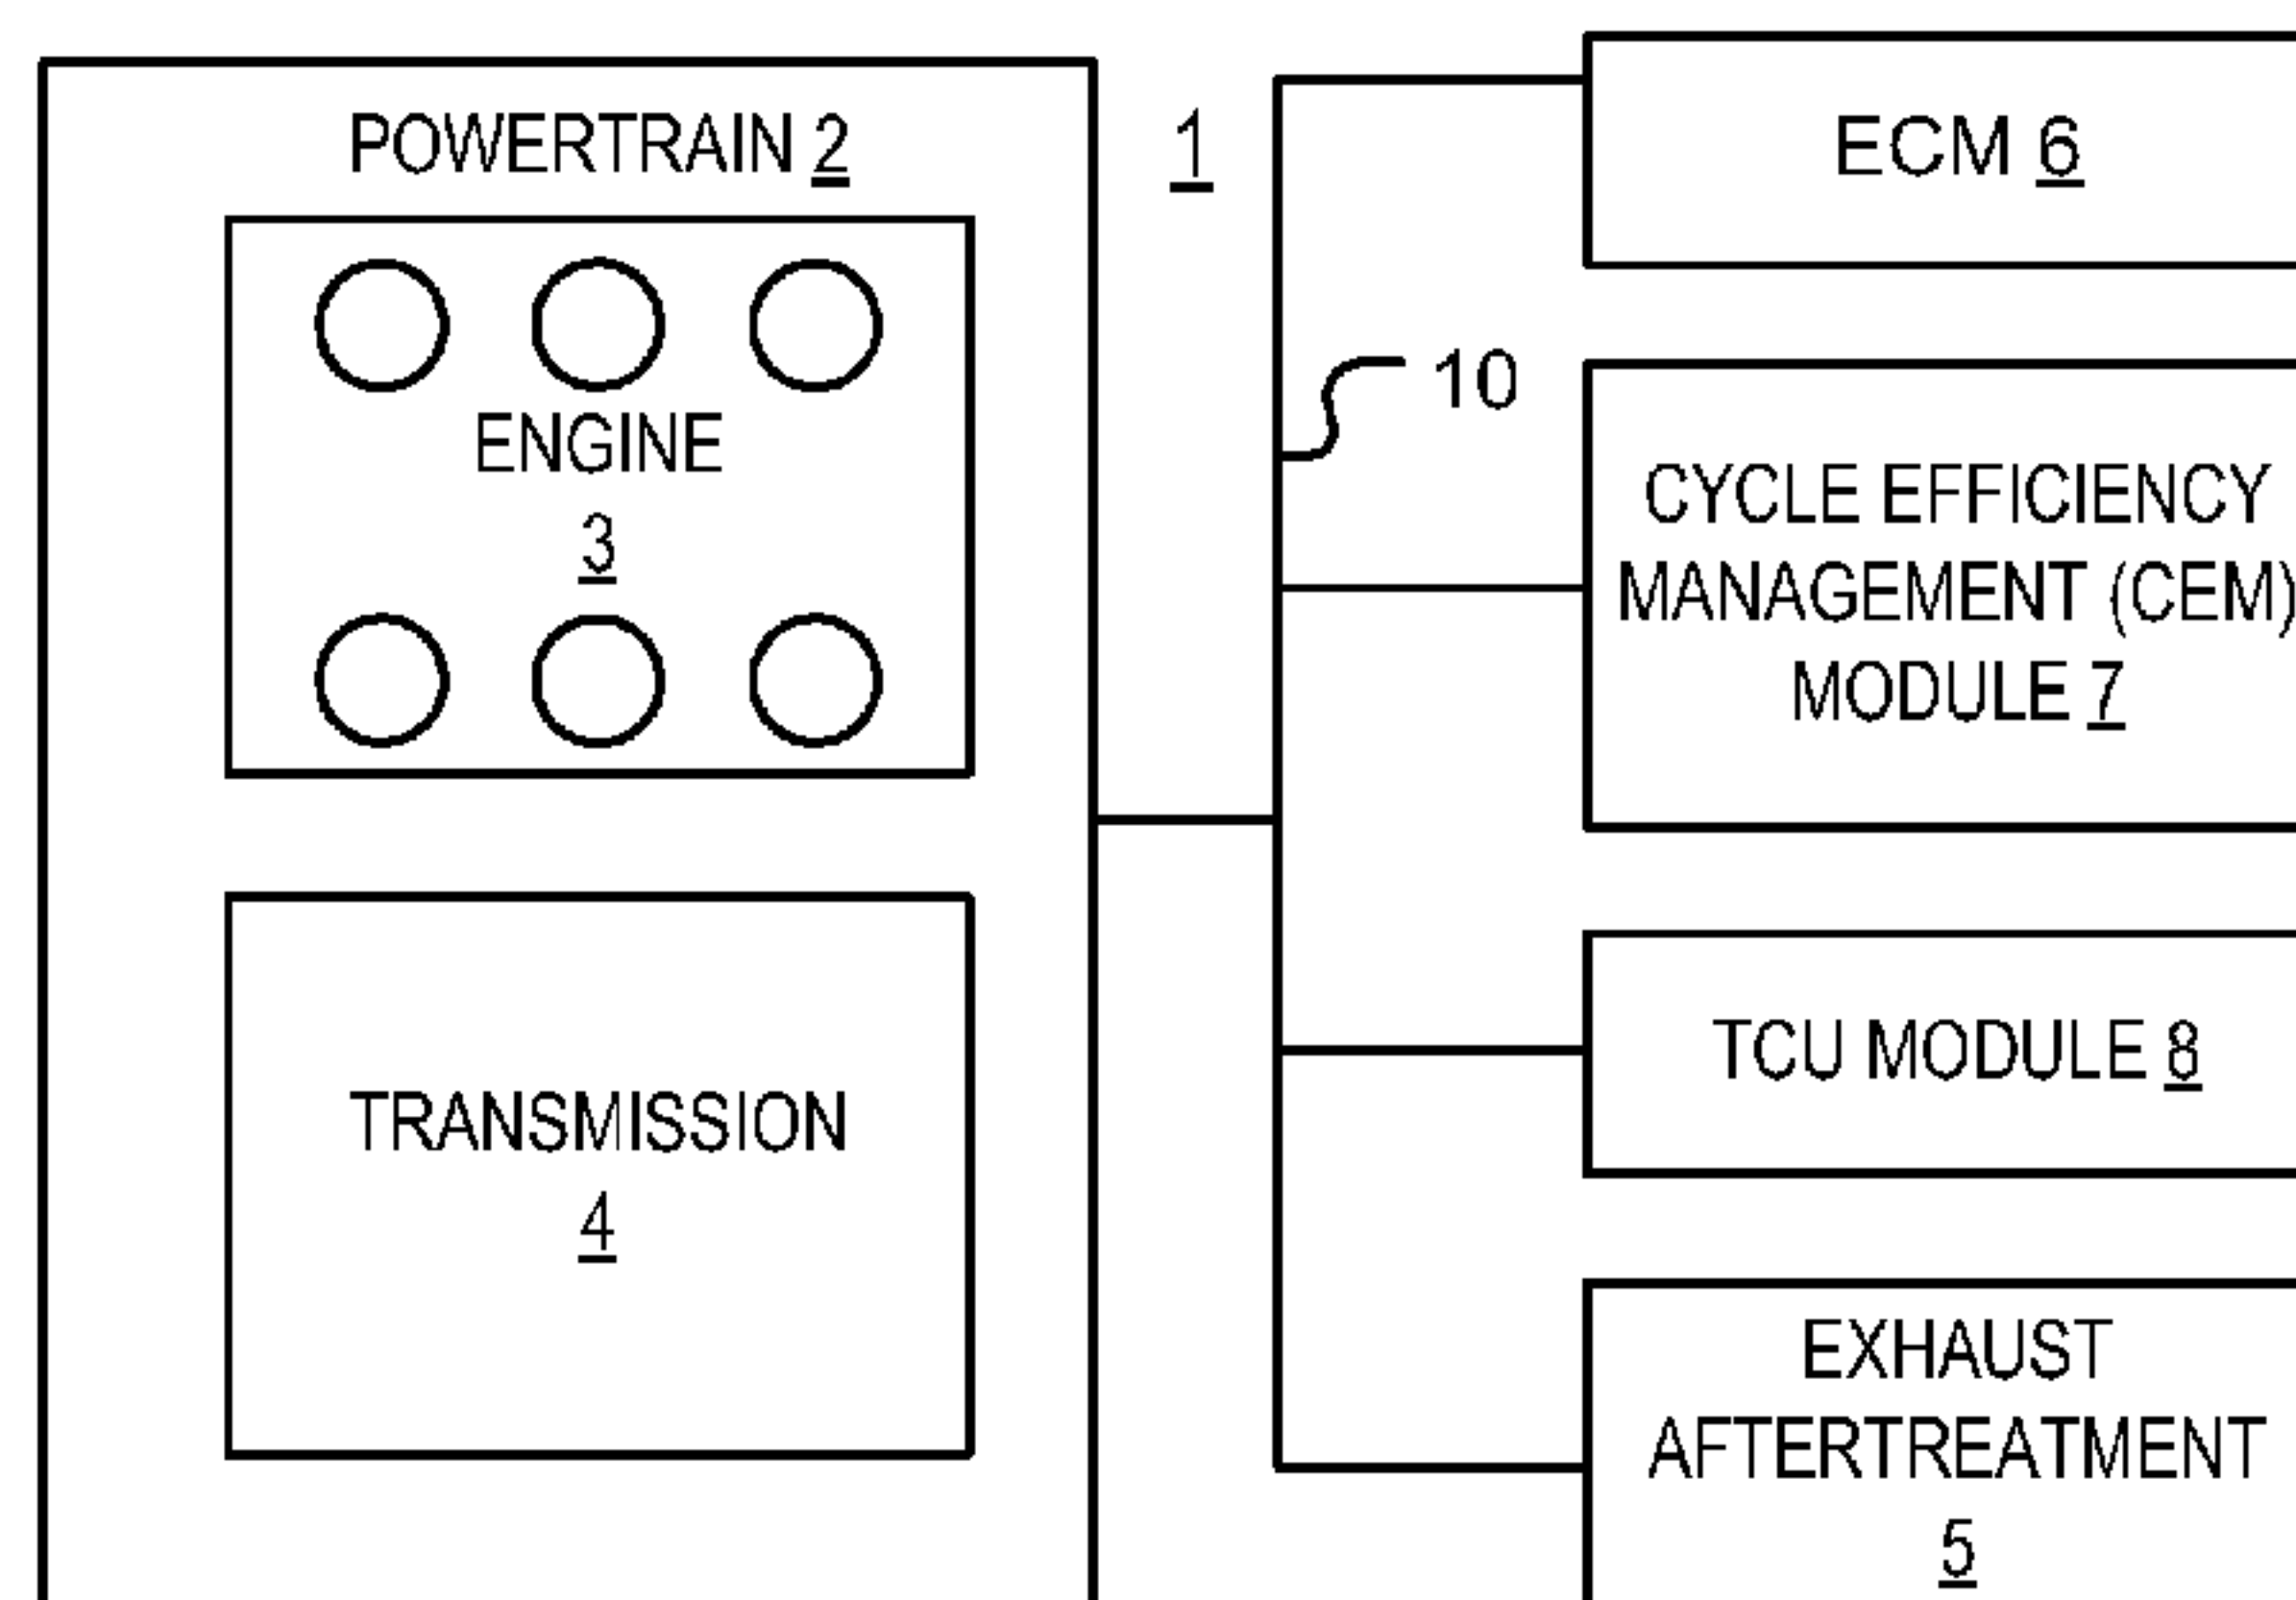 POWERTRAIN 2
ENGINE
3
TRANSMISSION
4
1
10
ECM 6
CYCLE EFFICIENCY
MANAGEMENT (CEM)
MODULE 7
TCU MODULE 8
EXHAUST
AFTERTREATMENT
5